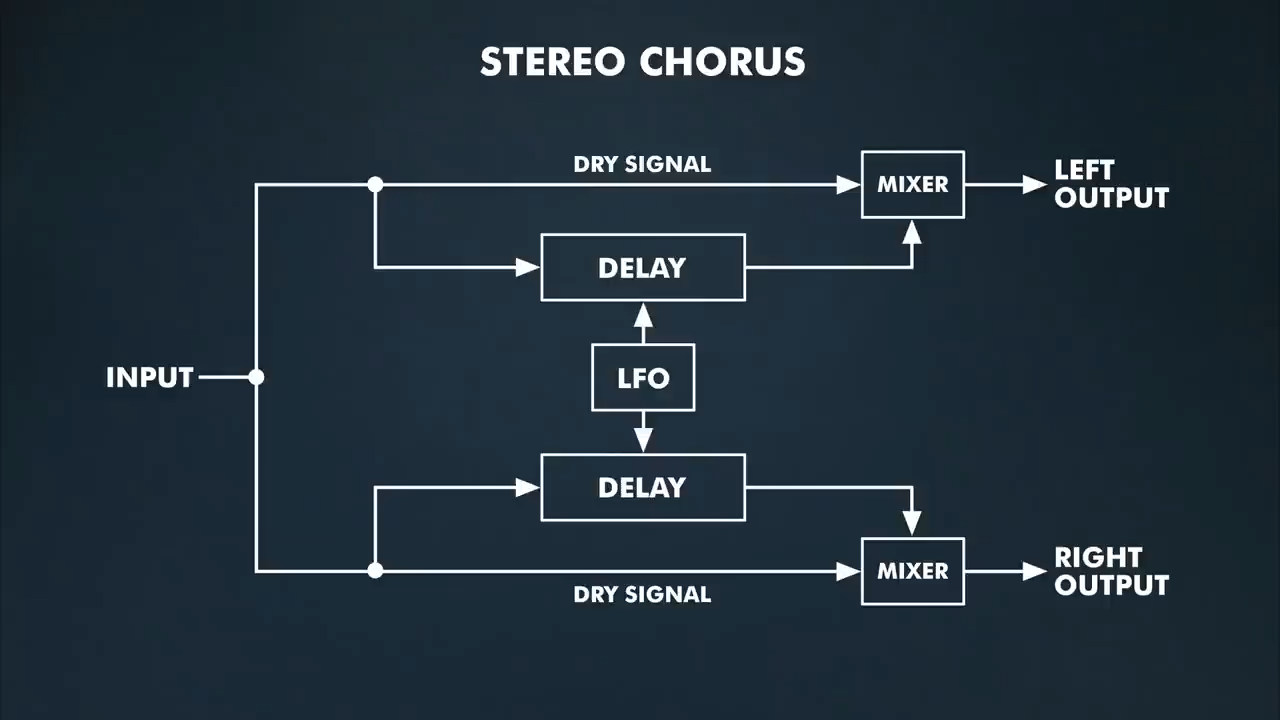 STEREO CHORUS
DRY SIGNAL
MIXER
LEFT
OUTPUT
DELAY
INPUT
LFO
DELAY
MIXER
RIGHT
OUTPUT
DRY SIGNAL